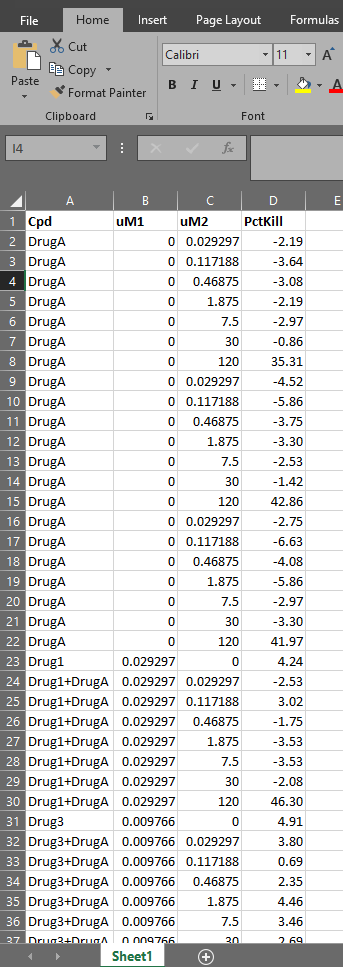 File Home Insert Page Layout Formulas
Cut
Copy
Paste
Format Painter
Clipboard
Calibri 11 A
B I U A
Font
I4 fx
A B C D E
1 Cpd uM1 uM2 PctKill
2 DrugA 0 0.029297 -2.19
3 DrugA 0 0.117188 -3.64
4 DrugA 0 0.46875 -3.08
5 DrugA 0 1.875 -2.19
6 DrugA 0 7.5 -2.97
7 DrugA 0 30 -0.86
8 DrugA 0 120 35.31
9 DrugA 0 0.029297 -4.52
10 DrugA 0 0.117188 -5.86
11 DrugA 0 0.46875 -3.75
12 DrugA 0 1.875 -3.30
13 DrugA 0 7.5 -2.53
14 DrugA 0 30 -1.42
15 DrugA 0 120 42.86
16 DrugA 0 0.029297 -2.75
17 DrugA 0 0.117188 -6.63
18 DrugA 0 0.46875 -4.08
19 DrugA 0 1.875 -5.86
20 DrugA 0 7.5 -2.97
21 DrugA 0 30 -3.30
22 DrugA 0 120 41.97
23 Drug1 0.029297 0 4.24
24 Drug1+DrugA 0.029297 0.029297 -2.53
25 Drug1+DrugA 0.029297 0.117188 3.02
26 Drug1+DrugA 0.029297 0.46875 -1.75
27 Drug1+DrugA 0.029297 1.875 -3.53
28 Drug1+DrugA 0.029297 7.5 -3.53
29 Drug1+DrugA 0.029297 30 -2.08
30 Drug1+DrugA 0.029297 120 46.30
31 Drug3 0.009766 0 4.91
32 Drug3+DrugA 0.009766 0.029297 3.80
33 Drug3+DrugA 0.009766 0.117188 0.69
34 Drug3+DrugA 0.009766 0.46875 2.35
35 Drug3+DrugA 0.009766 1.875 4.46
36 Drug3+DrugA 0.009766 7.5 3.46
37 Drug3+DrugA 0.009766 30 2.69
Sheet1